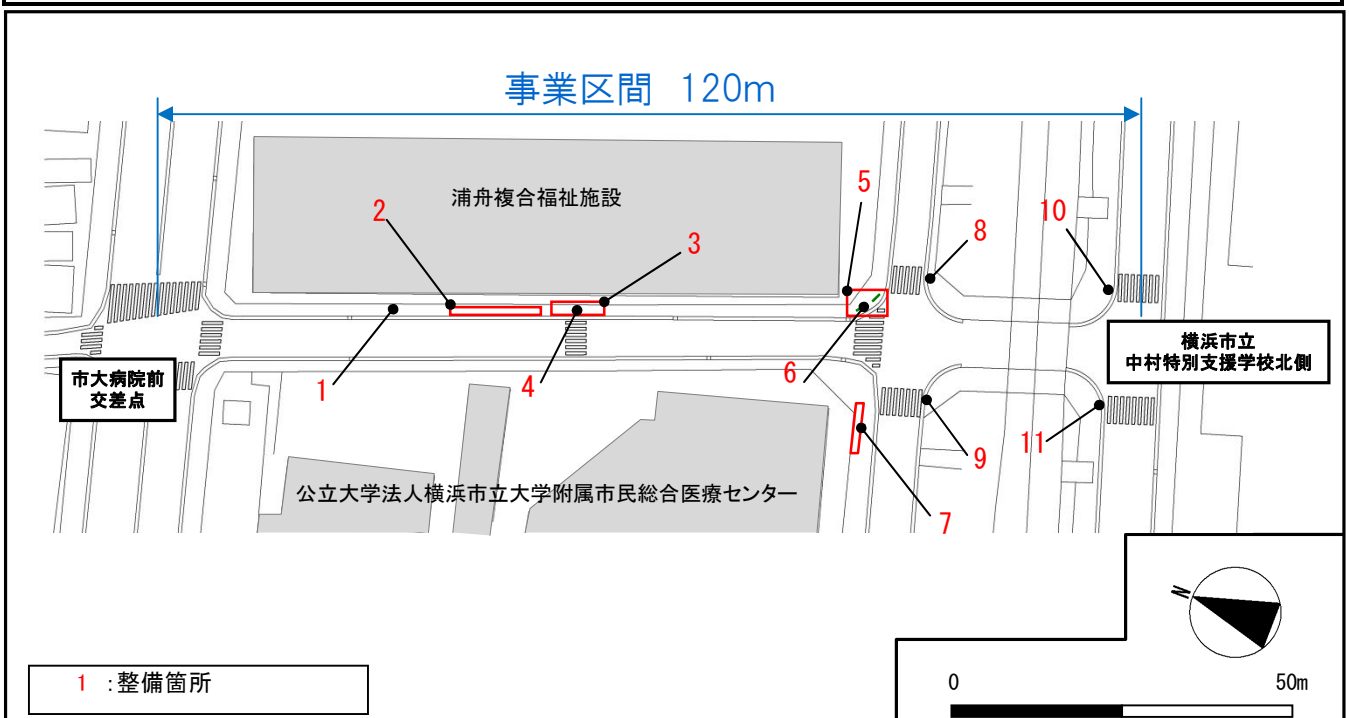 事業区間 120m
浦舟複合福祉施設
5
2
10
8
3
横浜市立
中村特別支援学校北側
市大病院前
交差点
1
4
6
11
9
公立大学法人横浜市立大学附属市民総合医療センター
7
N
1 :整備箇所
0
50m